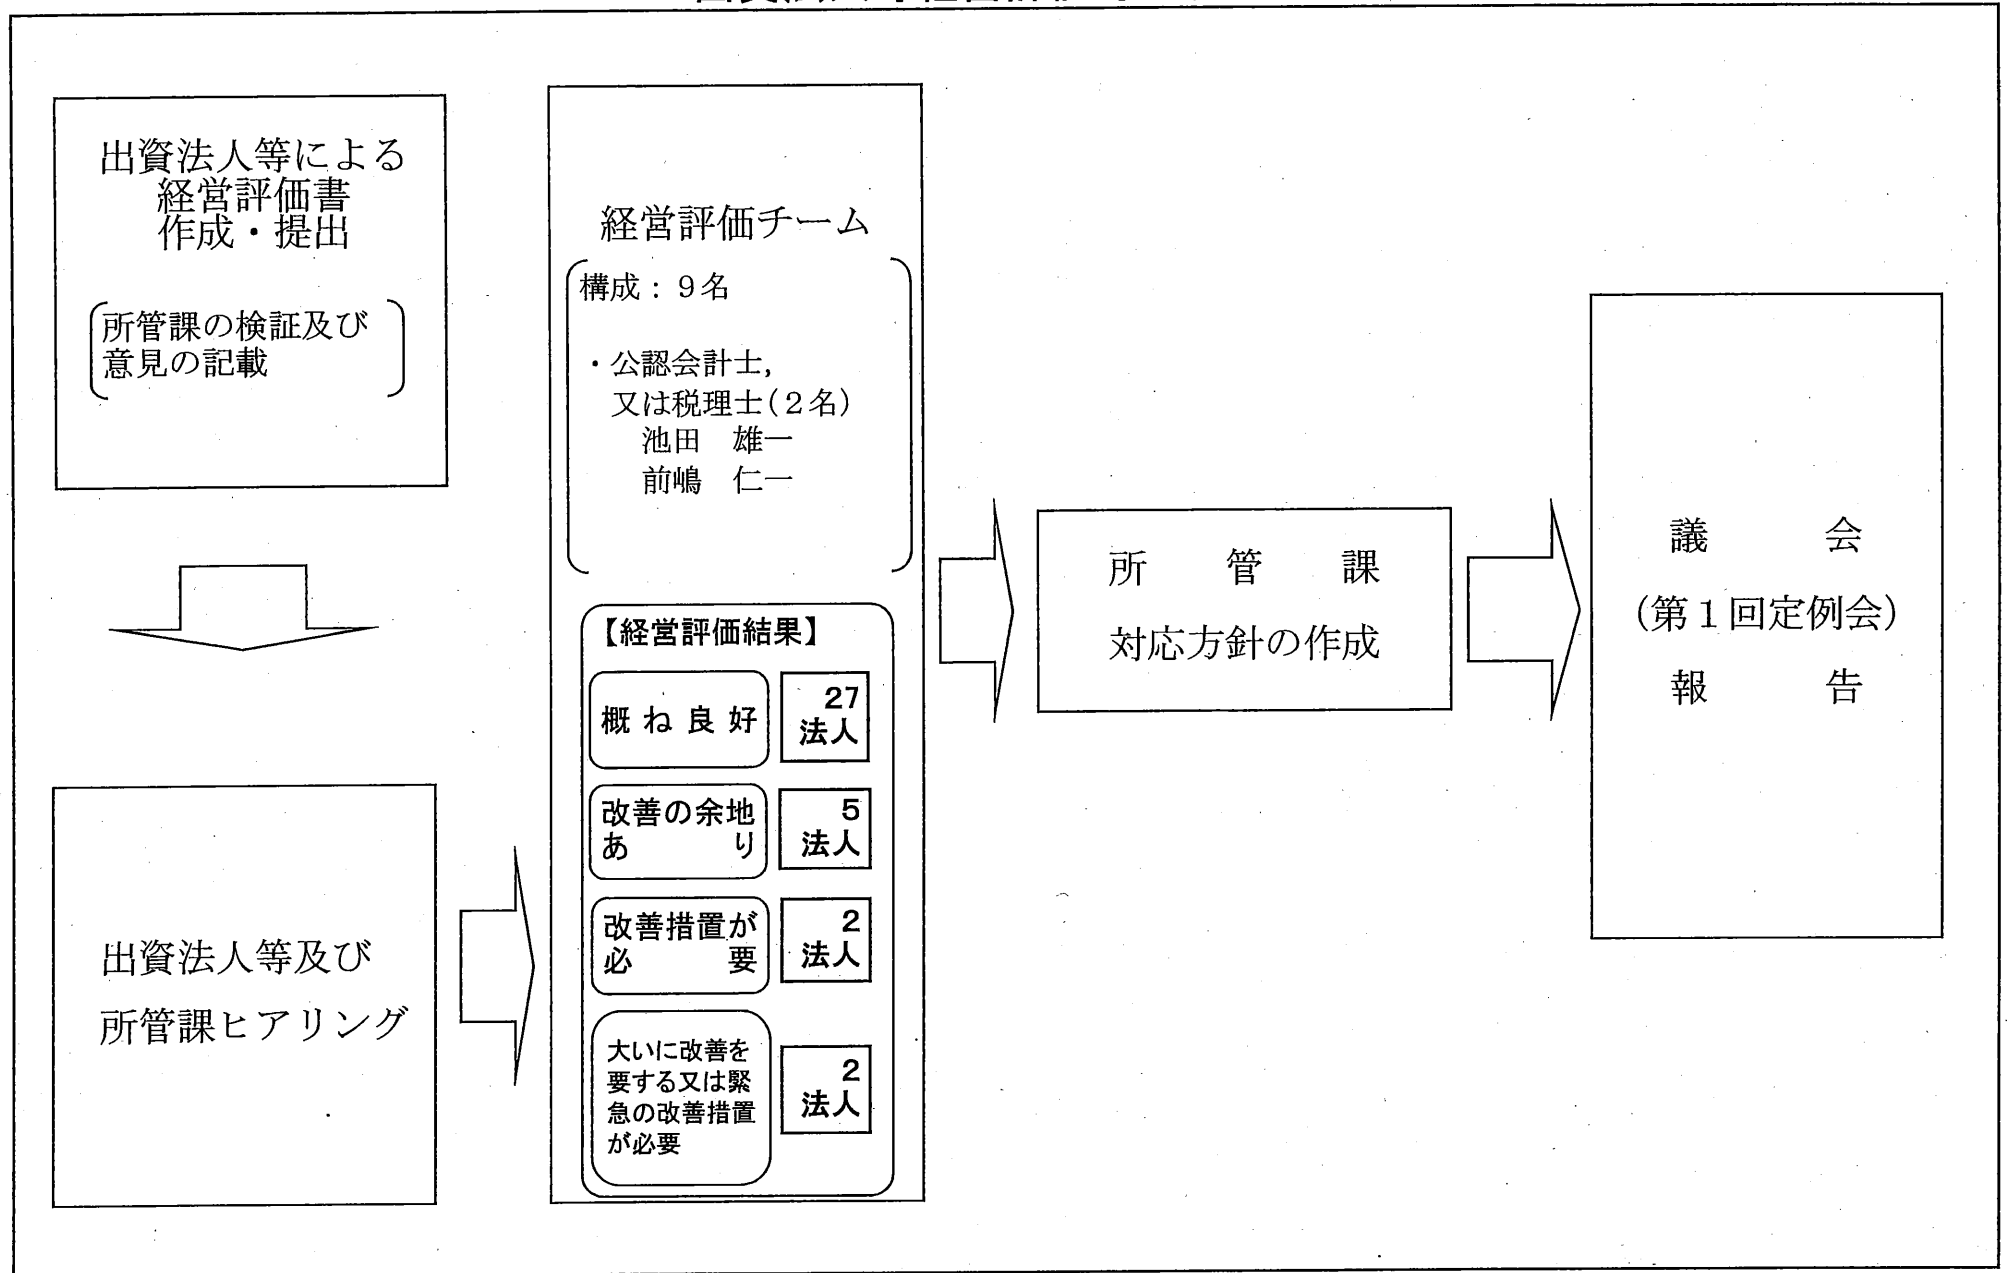 出資法人等による
経営評価書
作成・提出
所管課の検証及び
意見の記載
出資法人等及び
所管課ヒアリング
経営評価チーム
構成：9名
・公認会計士,
又は税理士(2名)
池田　雄一
前嶋　仁一
【経営評価結果】
概ね良好
27
法人
改善の余地
あり
5
法人
改善措置が
必要
2
法人
大いに改善を
要する又は緊
急の改善措置
が必要
2
法人
所管課
対応方針の作成
議会
(第1回定例会)
報告